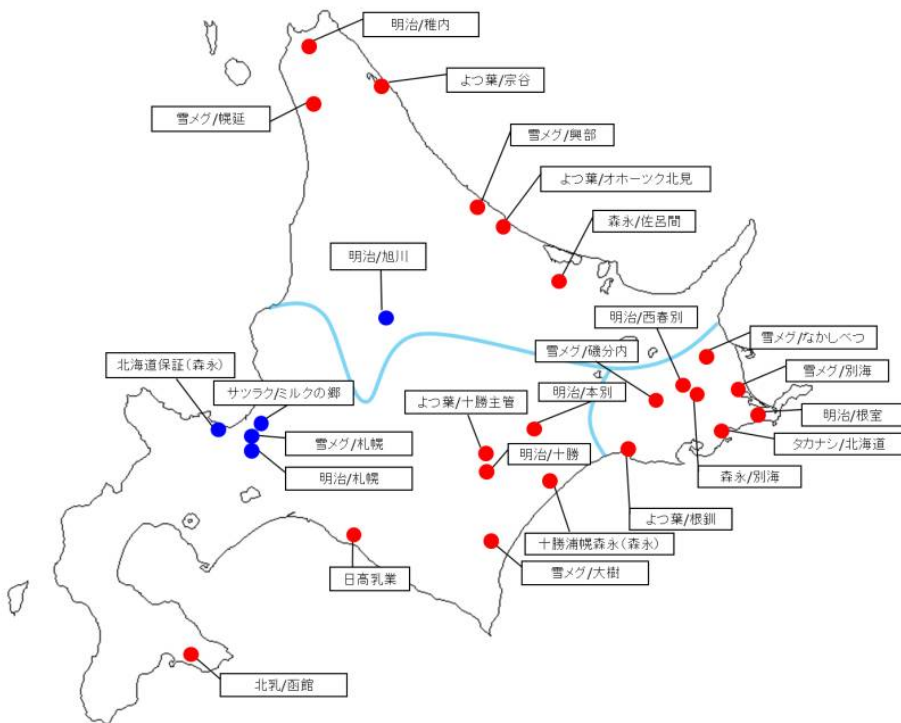 明治/稚内
よつ葉/宗谷
雪メグ/幌延
雪メグ/興部
よつ葉/オホーツク北見
森永/佐呂間
明治/旭川
明治/西春別
雪メグ/なかしべつ
雪メグ/磯分内
北海道保証(森永)
雪メグ/別海
サツラク/ミルクの郷
明治/本別
よつ葉/十勝主管
明治/根室
雪メグ/札幌
タカナシ/北海道
明治/十勝
明治/札幌
森永/別海
よつ葉/根釧
十勝浦幌森永(森永)
日高乳業
雪メグ/大樹
北乳/函館